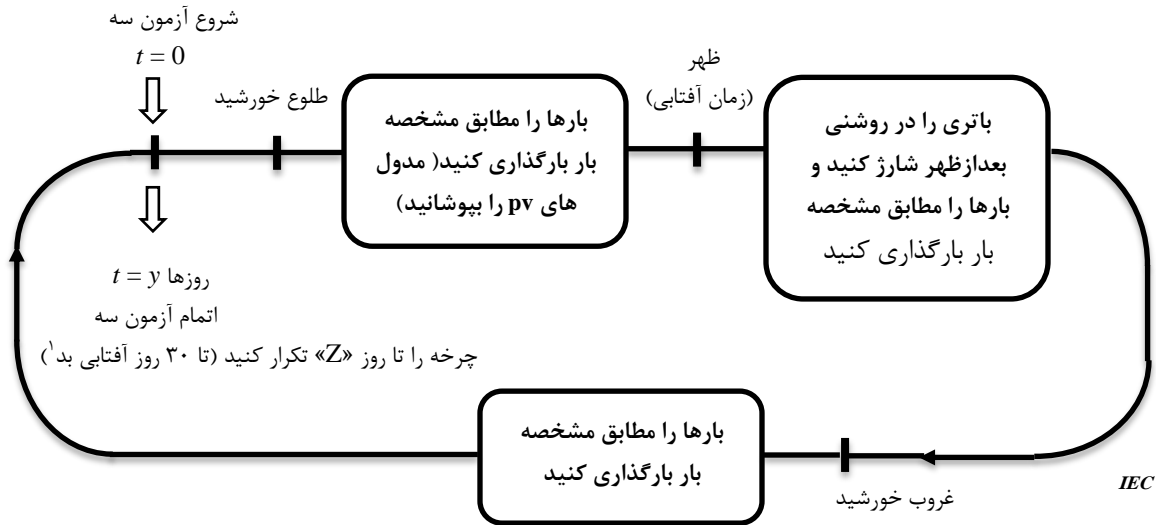 شروع آزمون سه
t = 0
طلوع خورشید
بارها را مطابق مشخصه
بار بارگذاری کنید( مدول
های pv را بپوشانید)
ظهر
(زمان آفتابی)
باتری را در روشنی
بعدازظهر شارژ کنید و
بارها را مطابق مشخصه
بار بارگذاری کنید
روزها t = y
اتمام آزمون سه
چرخه را تا روز «Z» تکرار کنید (تا ۳۰ روز آفتابی بد۱)
بارها را مطابق مشخصه
بار بارگذاری کنید
غروب خورشید
IEC